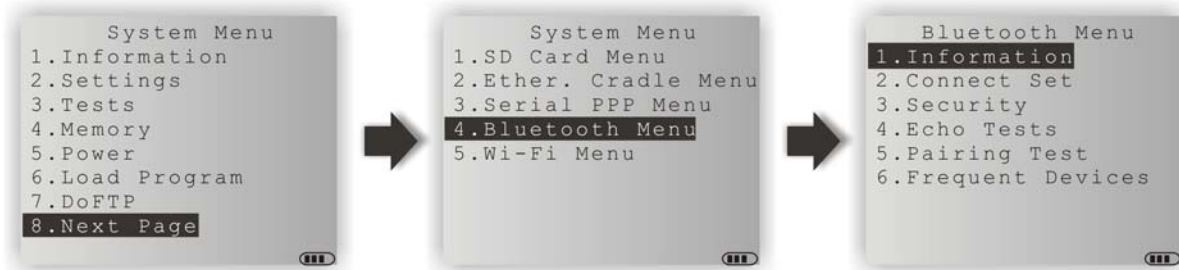 System Menu
1.Information
2.Settings
3.Tests
4.Memory
5.Power
6.Load Program
7.DoFTP
8.Next Page
System Menu
1.SD Card Menu
2.Ether. Cradle Menu
3.Serial PPP Menu
4.Bluetooth Menu
5.Wi-Fi Menu
Bluetooth Menu
1.Information
2.Connect Set
3.Security
4.Echo Tests
5.Pairing Test
6.Frequent Devices